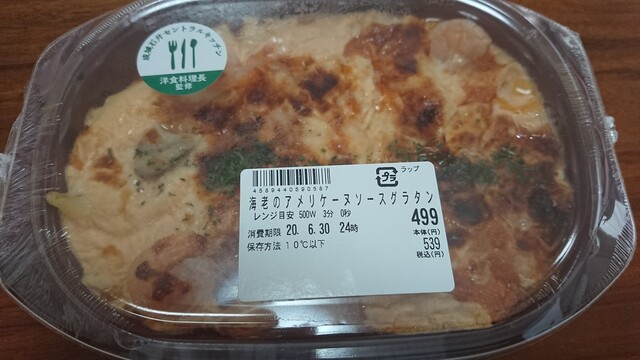 成城石井セントラルキッチン
洋食料理長
監修
プラ
ラップ
4589440590587
海老のアメリケーヌソースグラタン
レンジ目安 500W 3分 0秒
499
本体(円)
消費期限 20. 6.30 24時
539
税込(円)
保存方法 10℃以下